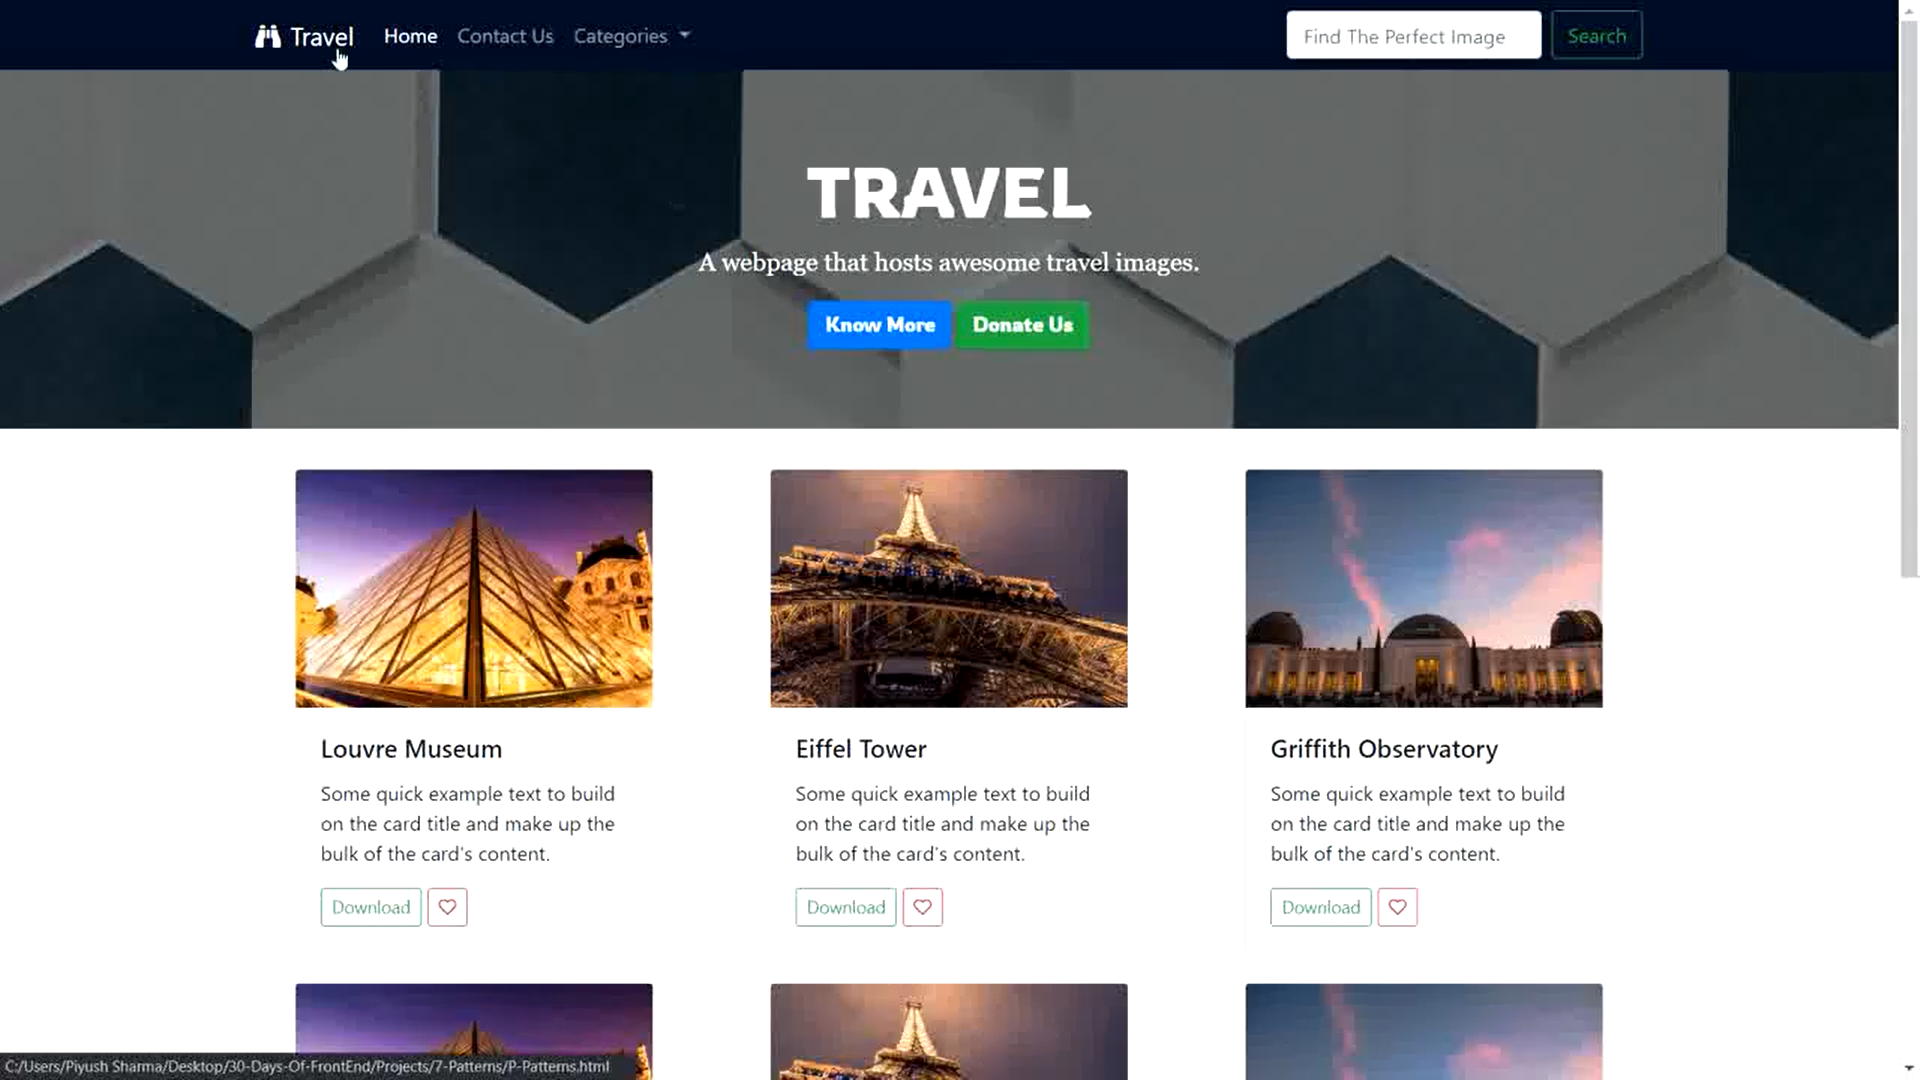 Travel Home Contact Us Categories Find The Perfect Image Search
TRAVEL
A webpage that hosts awesome travel images.
Know More Donate Us
Louvre Museum
Some quick example text to build
on the card title and make up the
bulk of the card's content.
Download
Eiffel Tower
Some quick example text to build
on the card title and make up the
bulk of the card's content.
Download
Griffith Observatory
Some quick example text to build
on the card title and make up the
bulk of the card's content.
Download
C:/Users/Piyush Sharma/Desktop/30-Days-Of-FrontEnd/Projects/7-Patterns/P-Patterns.html